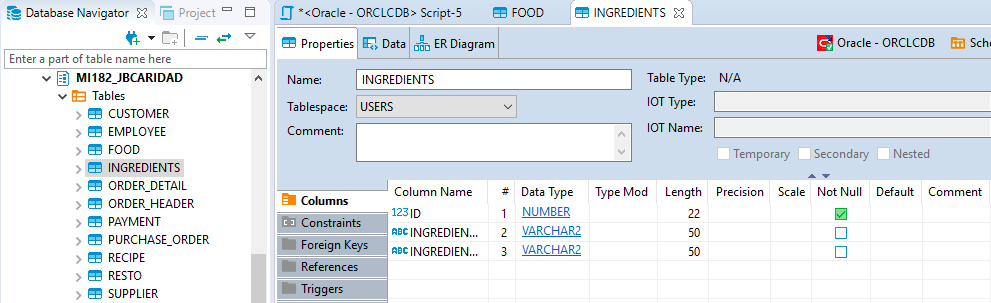 Database Navigator
Project
Enter a part of table name here
MI182_JBCARIDAD
Tables
CUSTOMER
EMPLOYEE
FOOD
INGREDIENTS
ORDER_DETAIL
ORDER_HEADER
PAYMENT
PURCHASE_ORDER
RECIPE
RESTO
SUPPLIER
*<Oracle - ORCLCDB> Script-5 FOOD INGREDIENTS
Properties Data ER Diagram Oracle - ORCLCDB Sche
Name: INGREDIENTS Table Type: N/A
Tablespace: USERS IOT Type:
Comment: IOT Name:
Temporary Secondary Nested
Columns
Constraints
Foreign Keys
References
Triggers
Column Name # Data Type Type Mod Length Precision Scale Not Null Default Comment
123 ID 1 NUMBER 22
ABC INGREDIEN... 2 VARCHAR2 50
ABC INGREDIEN... 3 VARCHAR2 50